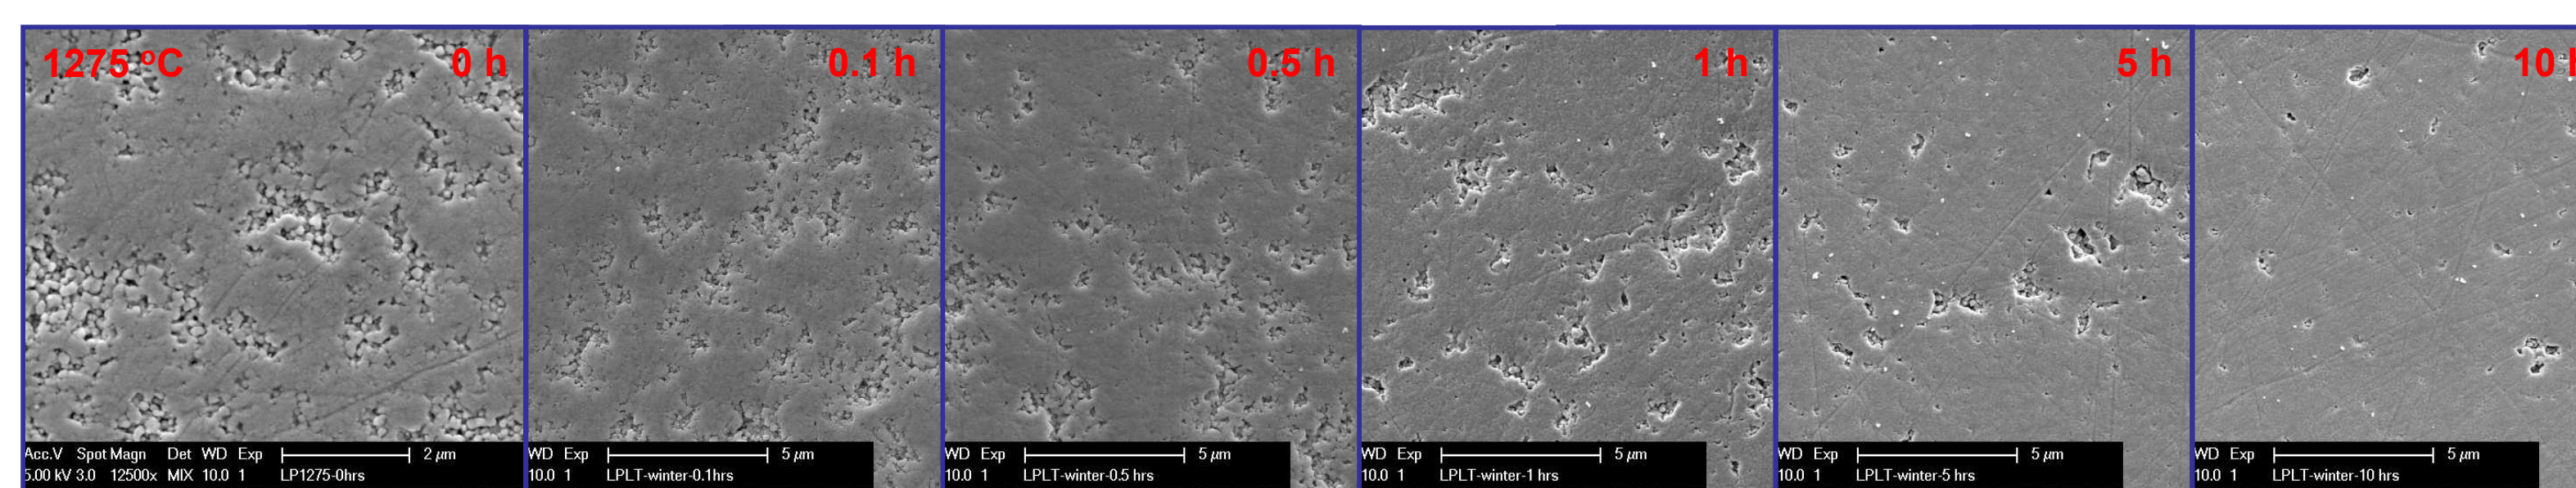 1275 °C
0 h
0.1 h
0.5 h
1 h
5 h
10 h
Acc.V Spot Magn Det WD Exp 2 µm
5.00 kV 3.0 12500x MIX 10.0 1 LP1275-0hrs
WD Exp 5 µm
10.0 1 LPLT-winter-0.1hrs
WD Exp 5 µm
10.0 1 LPLT-winter-0.5 hrs
WD Exp 5 µm
10.0 1 LPLT-winter-1 hrs
WD Exp 5 µm
10.0 1 LPLT-winter-5 hrs
WD Exp 5 µm
10.0 1 LPLT-winter-10 hrs